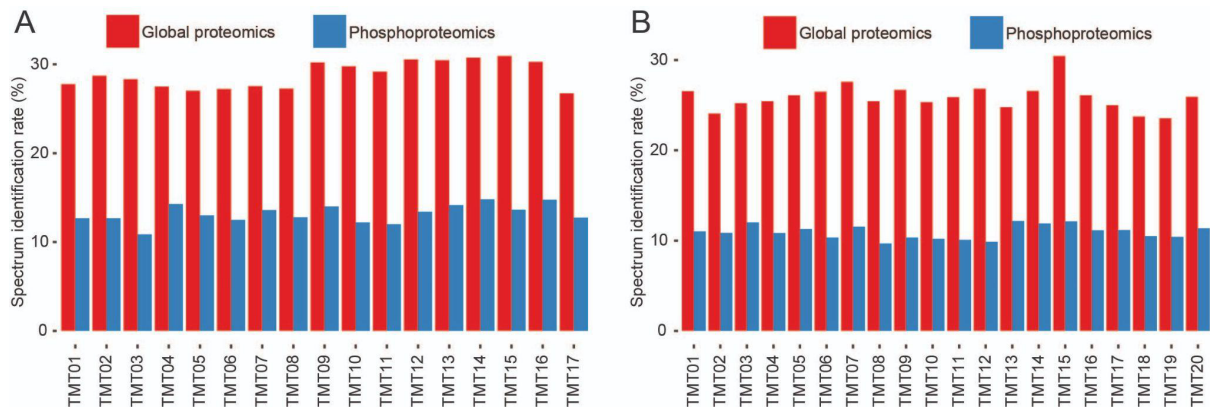 A
Global proteomics
Phosphoproteomics
Spectrum identification rate (%)
30
20
10
0
TMT01
TMT02
TMT03
TMT04
TMT05
TMT06
TMT07
TMT08
TMT09
TMT10
TMT11
TMT12
TMT13
TMT14
TMT15
TMT16
TMT17
B
Global proteomics
Phosphoproteomics
Spectrum identification rate (%)
30
20
10
0
TMT01
TMT02
TMT03
TMT04
TMT05
TMT06
TMT07
TMT08
TMT09
TMT10
TMT11
TMT12
TMT13
TMT14
TMT15
TMT16
TMT17
TMT18
TMT19
TMT20